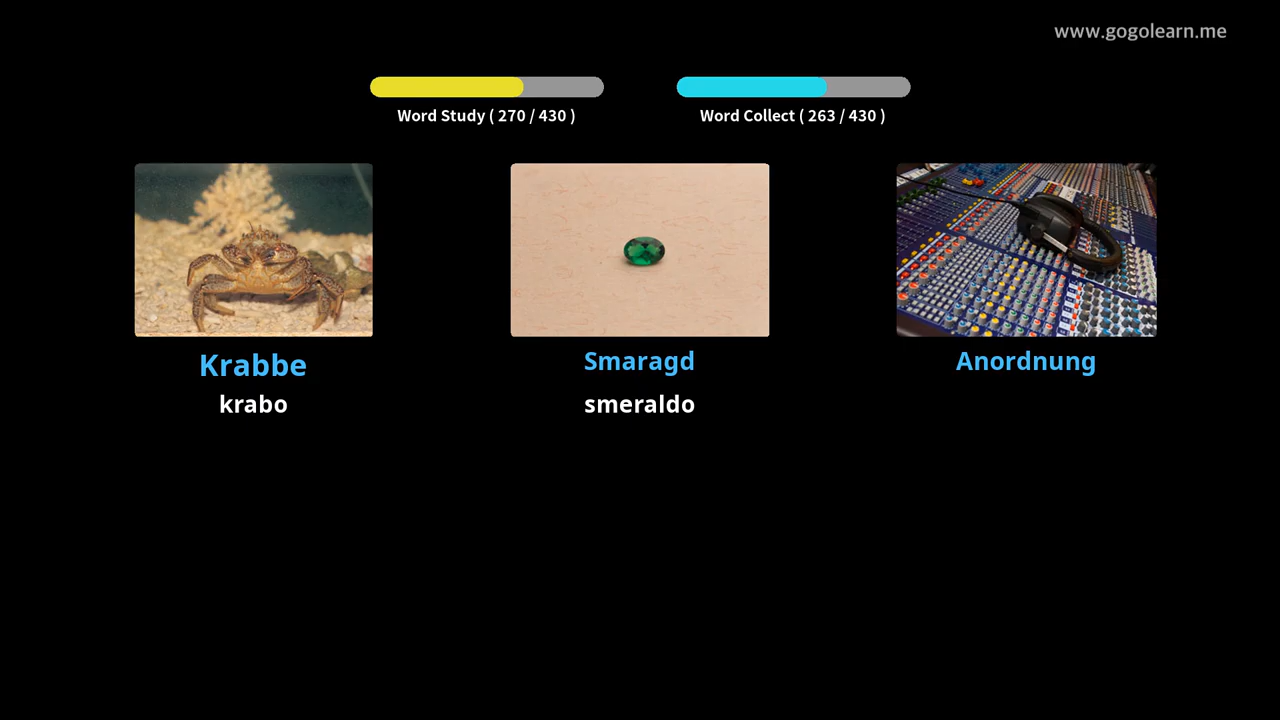 www.gogolearn.me
Word Study ( 270 / 430 )
Word Collect ( 263 / 430 )
Krabbe
krabo
Smaragd
smeraldo
Anordnung